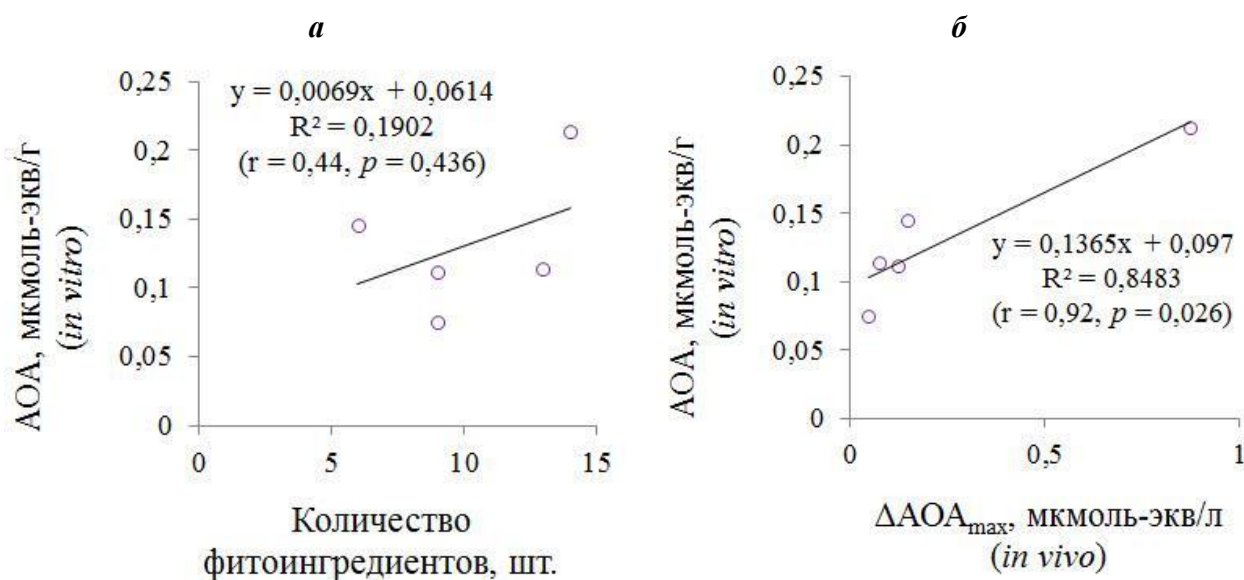 а
0,25
y = 0,0069x + 0,0614
R² = 0,1902
(r = 0,44, p = 0,436)
0,2
0,15
0,1
0,05
0
0
5
10
15
АОА, мкмоль-экв/г
(in vitro)
Количество
фитоингредиентов, шт.
б
0,25
0,2
0,15
0,1
0,05
0
y = 0,1365x + 0,097
R² = 0,8483
(r = 0,92, p = 0,026)
0
0,5
1
АОА, мкмоль-экв/г
(in vitro)
ΔАОАmax, мкмоль-экв/л
(in vivo)